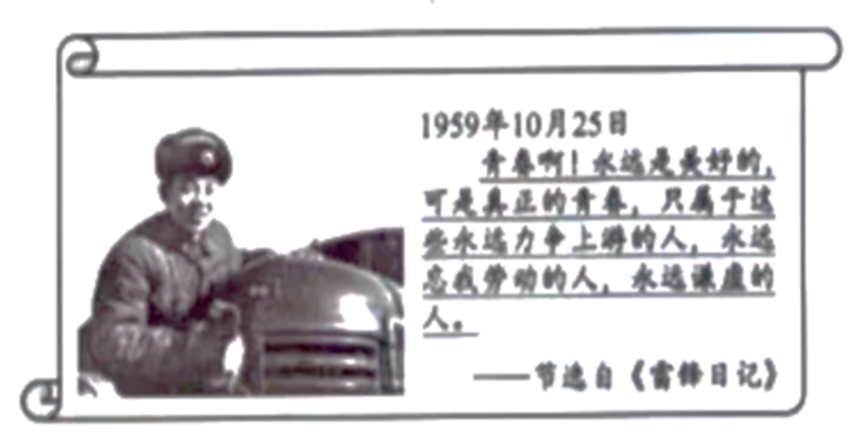 1959年10月25日
青春啊！永远是美好的，
可是真正的青春，只属于这
些永远力争上游的人，永远
忘我劳动的人，永远谦虚的
人。
——节选自《雷锋日记》